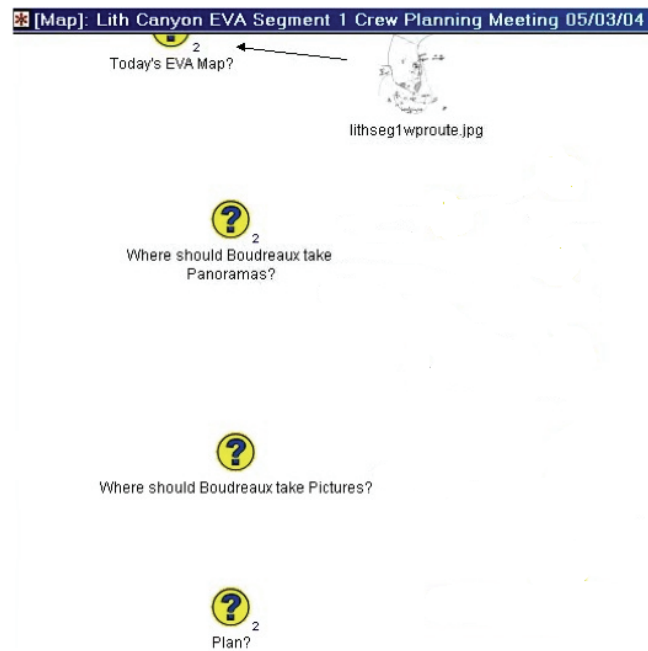 [Map]: Lith Canyon EVA Segment 1 Crew Planning Meeting 05/03/04
2
Today's EVA Map?
lithseg1wproute.jpg
2
Where should Boudreaux take
Panoramas?
Where should Boudreaux take Pictures?
2
Plan?